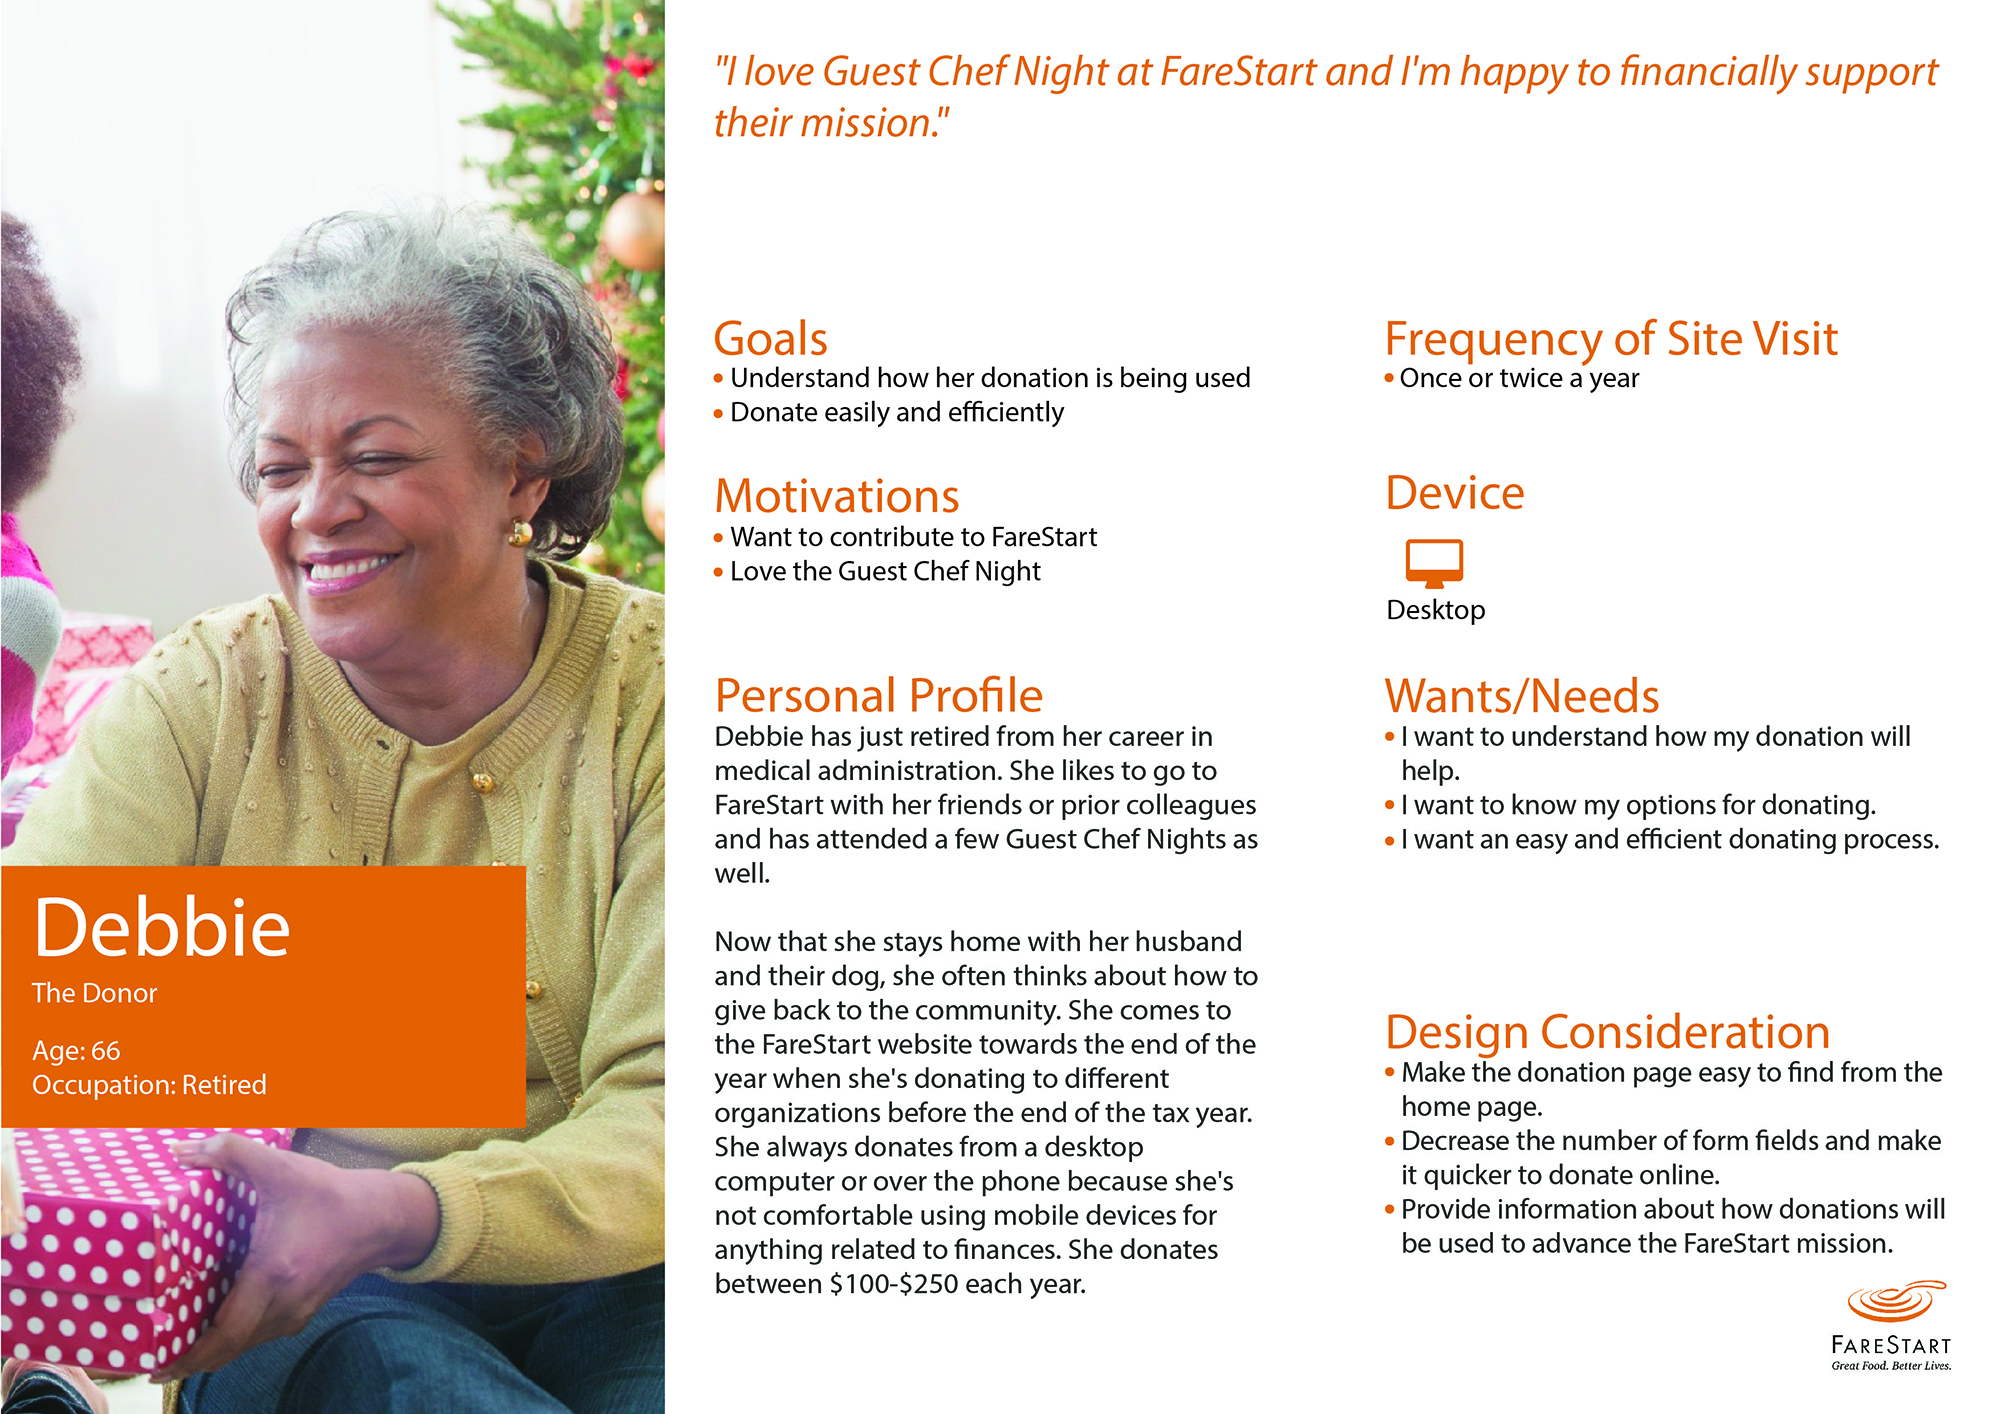 "I love Guest Chef Night at FareStart and I'm happy to financially support
their mission."
Goals
• Understand how her donation is being used
• Donate easily and efficiently
Motivations
• Want to contribute to FareStart
• Love the Guest Chef Night
Personal Profile
Debbie has just retired from her career in
medical administration. She likes to go to
FareStart with her friends or prior colleagues
and has attended a few Guest Chef Nights as
well.
Now that she stays home with her husband
and their dog, she often thinks about how to
give back to the community. She comes to
the FareStart website towards the end of the
year when she's donating to different
organizations before the end of the tax year.
She always donates from a desktop
computer or over the phone because she's
not comfortable using mobile devices for
anything related to finances. She donates
between $100-$250 each year.
Frequency of Site Visit
• Once or twice a year
Device
Desktop
Wants/Needs
• I want to understand how my donation will
help.
• I want to know my options for donating.
• I want an easy and efficient donating process.
Design Consideration
• Make the donation page easy to find from the
home page.
• Decrease the number of form fields and make
it quicker to donate online.
• Provide information about how donations will
be used to advance the FareStart mission.
Debbie
The Donor
Age: 66
Occupation: Retired
FARESTART
Great Food. Better Lives.